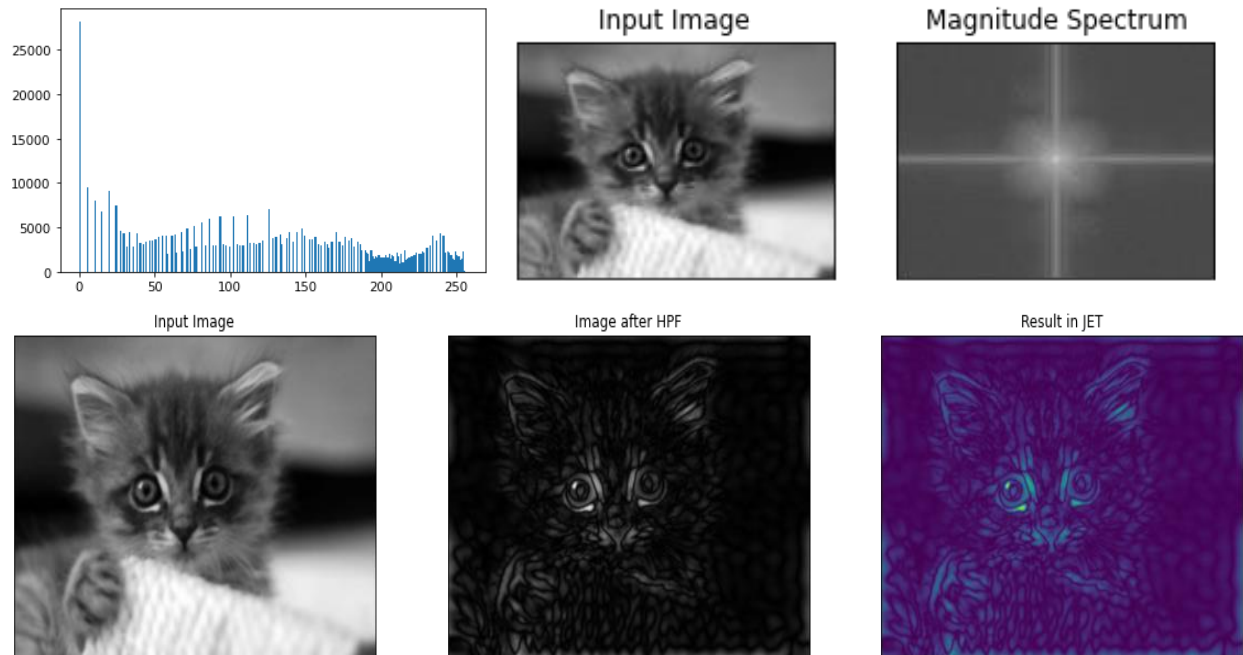 Input Image
Magnitude Spectrum
25000
20000
15000
10000
5000
0
0 50 100 150 200 250
Input Image
Image after HPF
Result in JET